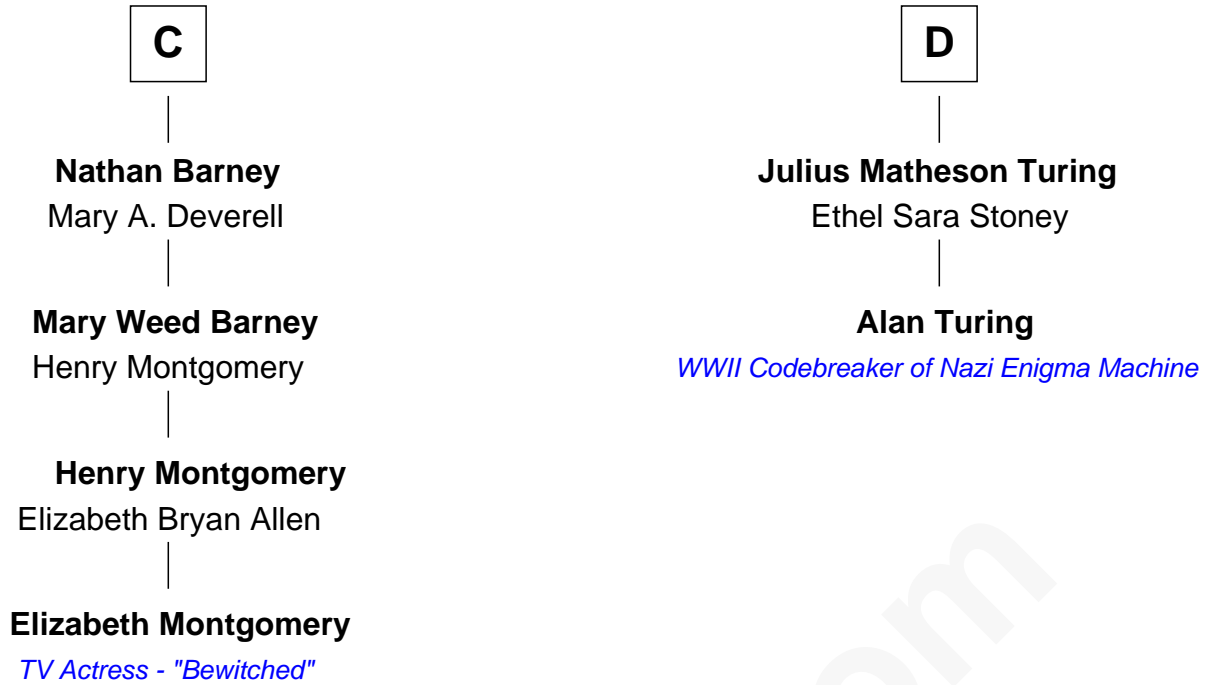 C
Nathan Barney
Mary A. Deverell
Mary Weed Barney
Henry Montgomery
Henry Montgomery
Elizabeth Bryan Allen
Elizabeth Montgomery
TV Actress - "Bewitched"
D
Julius Matheson Turing
Ethel Sara Stoney
Alan Turing
WWII Codebreaker of Nazi Enigma Machine
om